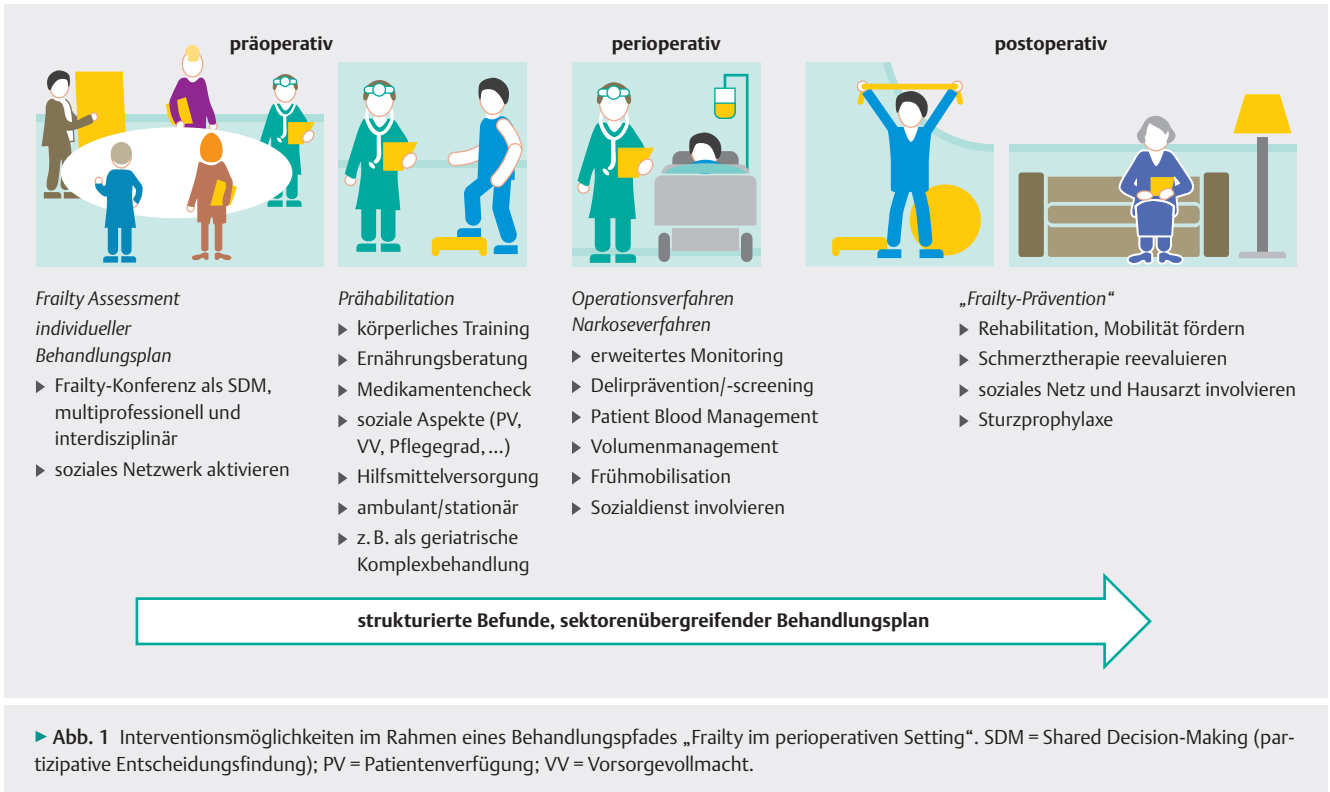 präoperativ
perioperativ
postoperativ
Frailty Assessment
individueller
Behandlungsplan
▶ Frailty-Konferenz als SDM,
multiprofessionell und
interdisziplinär
▶ soziales Netzwerk aktivieren
Prähabilitation
▶ körperliches Training
▶ Ernährungsberatung
▶ Medikamentencheck
▶ soziale Aspekte (PV,
VV, Pflegegrad, ...)
▶ Hilfsmittelversorgung
▶ ambulant/stationär
▶ z. B. als geriatrische
Komplexbehandlung
Operationsverfahren
Narkoseverfahren
▶ erweitertes Monitoring
▶ Delirprävention/-screening
▶ Patient Blood Management
▶ Volumenmanagement
▶ Frühmobilisation
▶ Sozialdienst involvieren
„Frailty-Prävention“
▶ Rehabilitation, Mobilität fördern
▶ Schmerztherapie reevaluieren
▶ soziales Netz und Hausarzt involvieren
▶ Sturzprophylaxe
strukturierte Befunde, sektorenübergreifender Behandlungsplan
▶ Abb. 1 Interventionsmöglichkeiten im Rahmen eines Behandlungspfades „Frailty im perioperativen Setting“. SDM = Shared Decision-Making (par-
tizipative Entscheidungsfindung); PV = Patientenverfügung; VV = Vorsorgevollmacht.